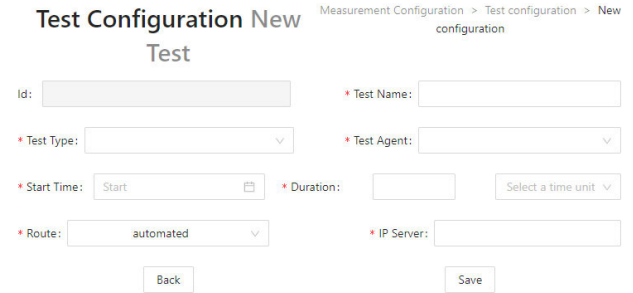 Test Configuration New Test
Measurement Configuration > Test configuration > New configuration
Id:
* Test Name:
* Test Type:
* Test Agent:
* Start Time: Start
* Duration: Select a time unit
* Route: automated
* IP Server:
Back
Save